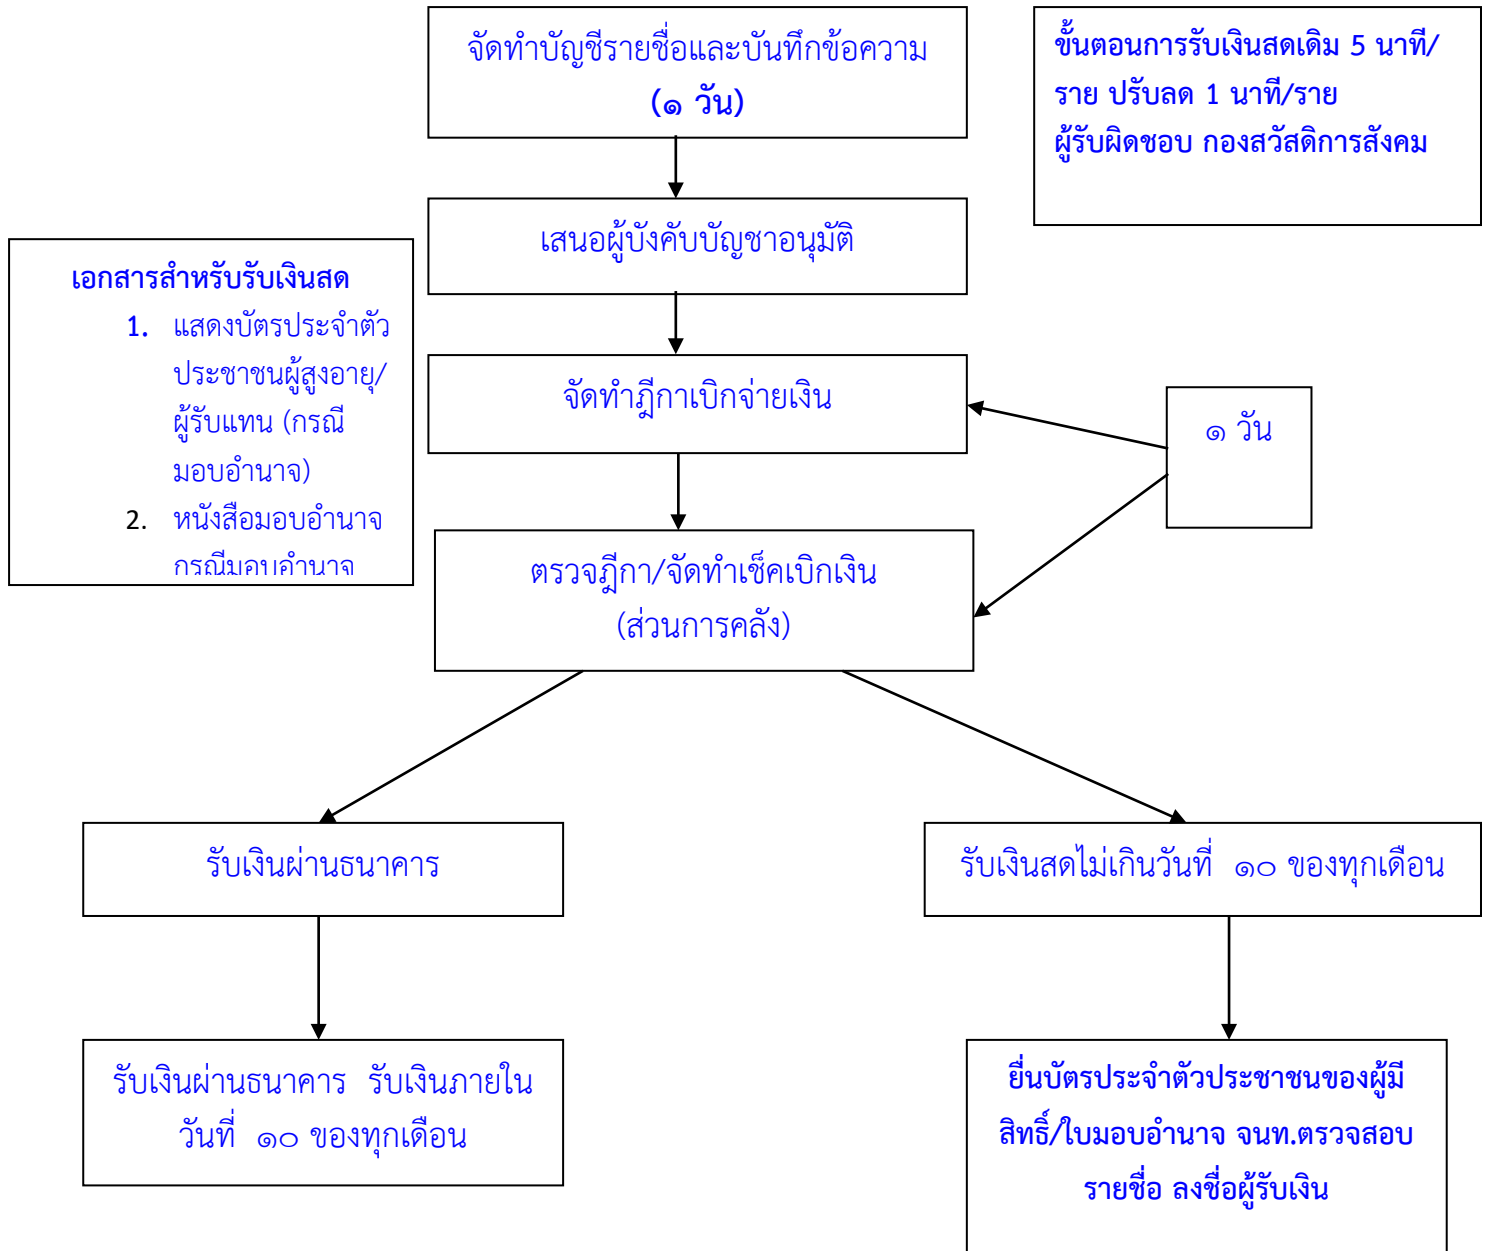 จัดทำบัญชีรายชื่อและบันทึกข้อความ
(๑ วัน)
ขั้นตอนการรับเงินสดเดิม 5 นาที/
ราย ปรับลด 1 นาที/ราย
ผู้รับผิดชอบ กองสวัสดิการสังคม
เสนอผู้บังคับบัญชาอนุมัติ
เอกสารสำหรับรับเงินสด
1. แสดงบัตรประจำตัว
ประชาชนผู้สูงอายุ/
ผู้รับแทน (กรณี
มอบอำนาจ)
2. หนังสือมอบอำนาจ
กรณีมอบอำนาจ
จัดทำฎีกาเบิกจ่ายเงิน
๑ วัน
ตรวจฎีกา/จัดทำเช็คเบิกเงิน
(ส่วนการคลัง)
รับเงินผ่านธนาคาร
รับเงินสดไม่เกินวันที่ ๑๐ ของทุกเดือน
รับเงินผ่านธนาคาร รับเงินภายใน
วันที่ ๑๐ ของทุกเดือน
ยื่นบัตรประจำตัวประชาชนของผู้มี
สิทธิ์/ใบมอบอำนาจ จนท.ตรวจสอบ
รายชื่อ ลงชื่อผู้รับเงิน